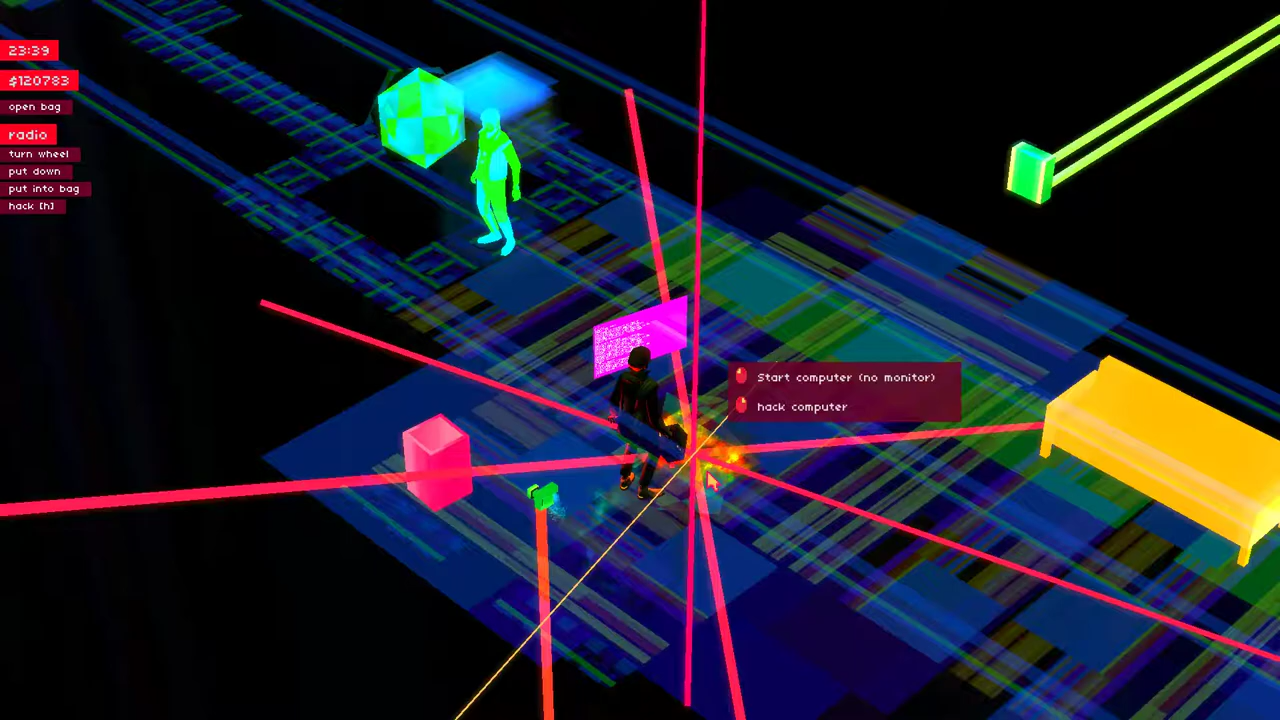 23:39
$120783
open bag
radio
turn wheel
put down
put into bag
hack [h]
Start computer (no monitor)
hack computer